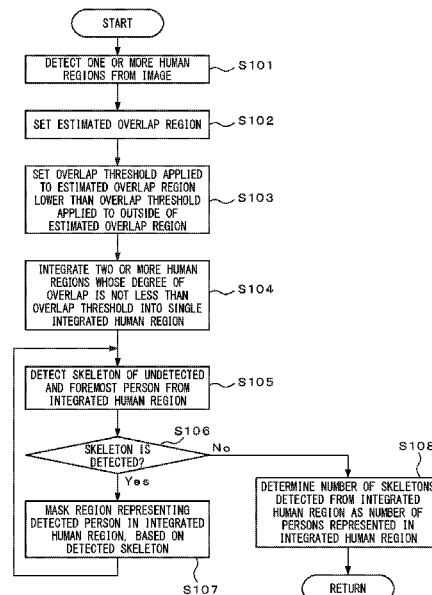 START
DETECT ONE OR MORE HUMAN
REGIONS FROM IMAGE
S101
SET ESTIMATED OVERLAP REGION
S102
SET OVERLAP THRESHOLD APPLIED
TO ESTIMATED OVERLAP REGION
LOWER THAN OVERLAP THRESHOLD
APPLIED TO OUTSIDE OF
ESTIMATED OVERLAP REGION
S103
INTEGRATE TWO OR MORE HUMAN
REGIONS WHOSE DEGREE OF
OVERLAP IS NOT LESS THAN
OVERLAP THRESHOLD INTO SINGLE
INTEGRATED HUMAN REGION
S104
DETECT SKELETON OF UNDETECTED
AND FOREMOST PERSON FROM
INTEGRATED HUMAN REGION
S105
SKELETON IS
DETECTED?
S106
No
Yes
MASK REGION REPRESENTING
DETECTED PERSON IN INTEGRATED
HUMAN REGION, BASED ON
DETECTED SKELETON
S107
S108
DETERMINE NUMBER OF SKELETONS
DETECTED FROM INTEGRATED
HUMAN REGION AS NUMBER OF
PERSONS REPRESENTED IN
INTEGRATED HUMAN REGION
RETURN